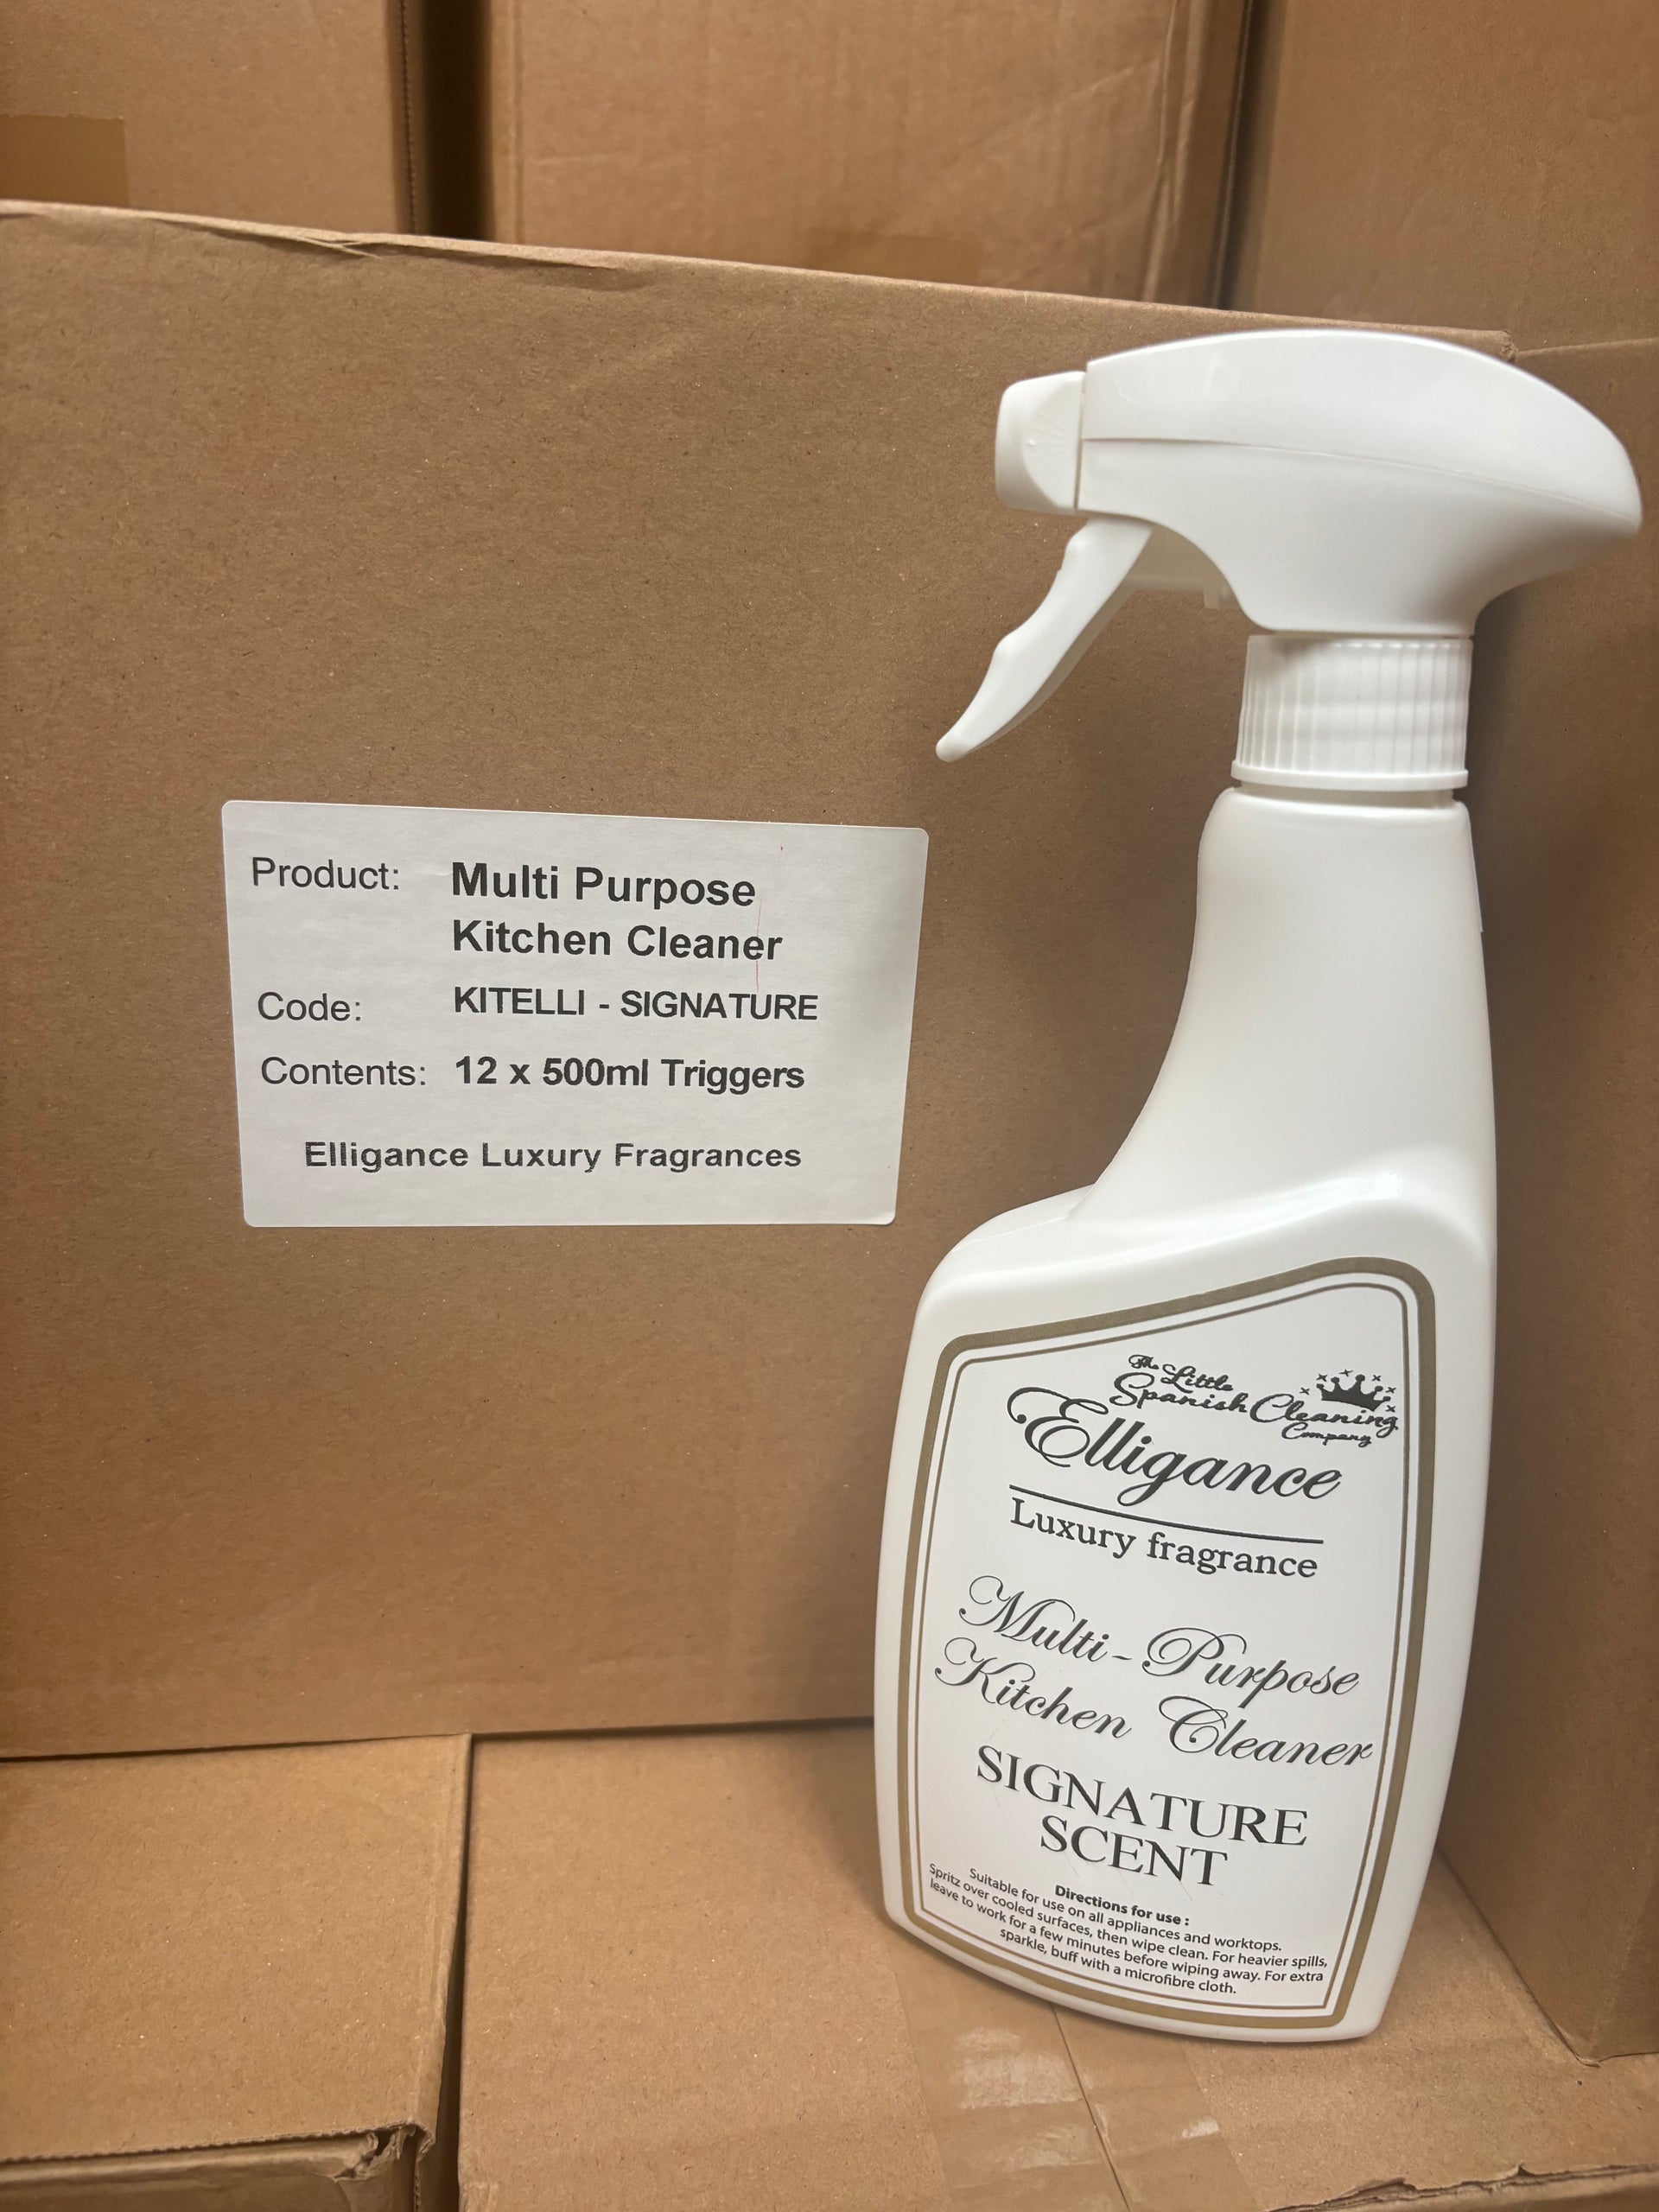 Product: Multi Purpose
Kitchen Cleaner
Code: KITELLI - SIGNATURE
Contents: 12 x 500ml Triggers
Elligance Luxury Fragrances
The Little
Spanish Cleaning
Company
Elligance
Luxury fragrance
Multi-Purpose
Kitchen Cleaner
SIGNATURE
SCENT
Directions for use :
Suitable for use on all appliances and worktops.
Spritz over cooled surfaces, then wipe clean. For heavier spills,
leave to work for a few minutes before wiping away. For extra
sparkle, buff with a microfibre cloth.